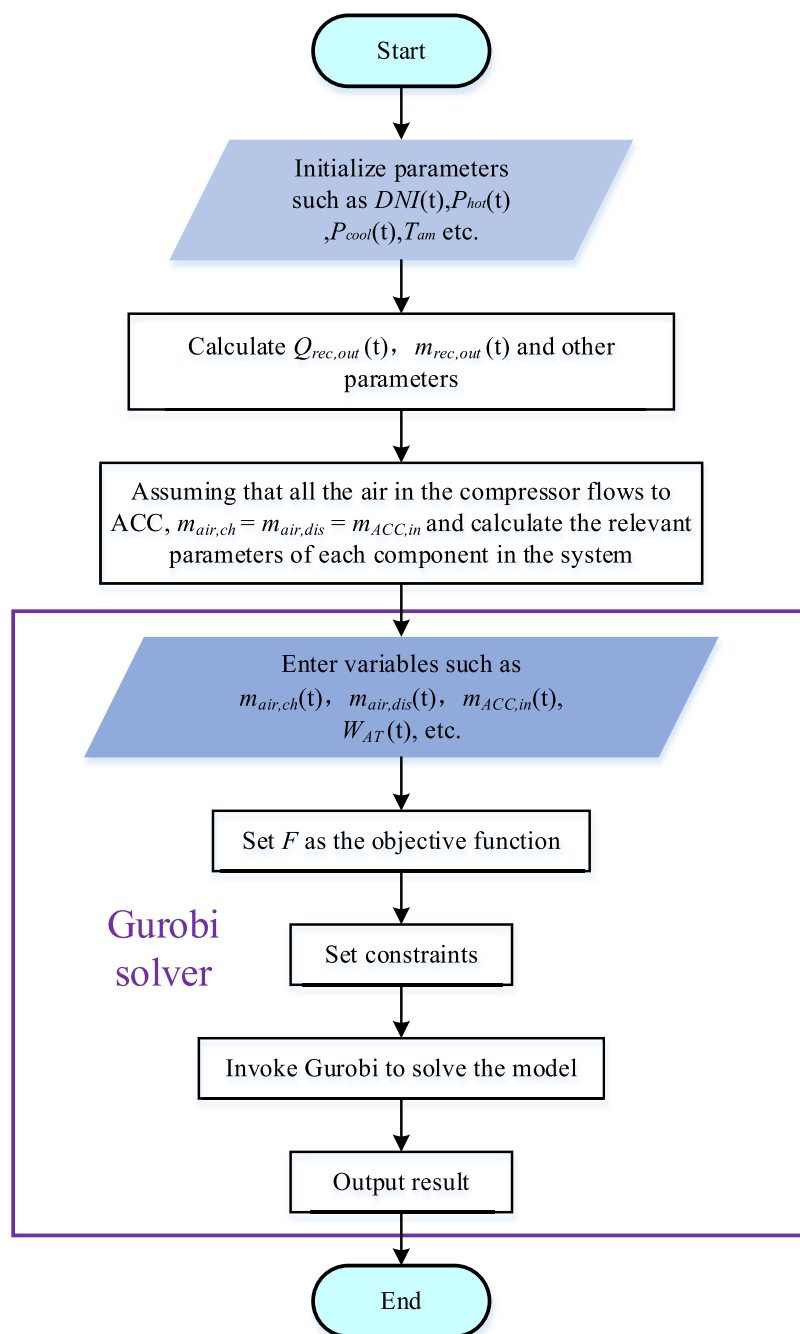 Start
Initialize parameters
such as DNI(t),Phot(t)
,Pcool(t),Tam etc.
Calculate Qrec,out (t)， mrec,out (t) and other
parameters
Assuming that all the air in the compressor flows to
ACC, mair,ch = mair,dis = mACC,in and calculate the relevant
parameters of each component in the system
Enter variables such as
mair,ch(t)， mair,dis(t)， mACC,in(t),
WAT (t), etc.
Set F as the objective function
Gurobi
solver
Set constraints
Invoke Gurobi to solve the model
Output result
End